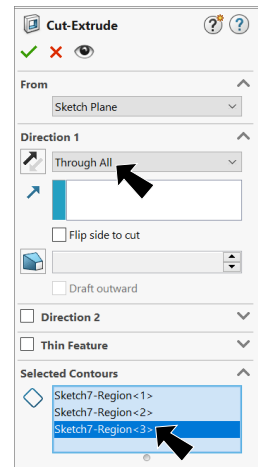 Cut-Extrude
From
Sketch Plane
Direction 1
Through All
Flip side to cut
Draft outward
Direction 2
Thin Feature
Selected Contours
Sketch7-Region<1>
Sketch7-Region<2>
Sketch7-Region<3>